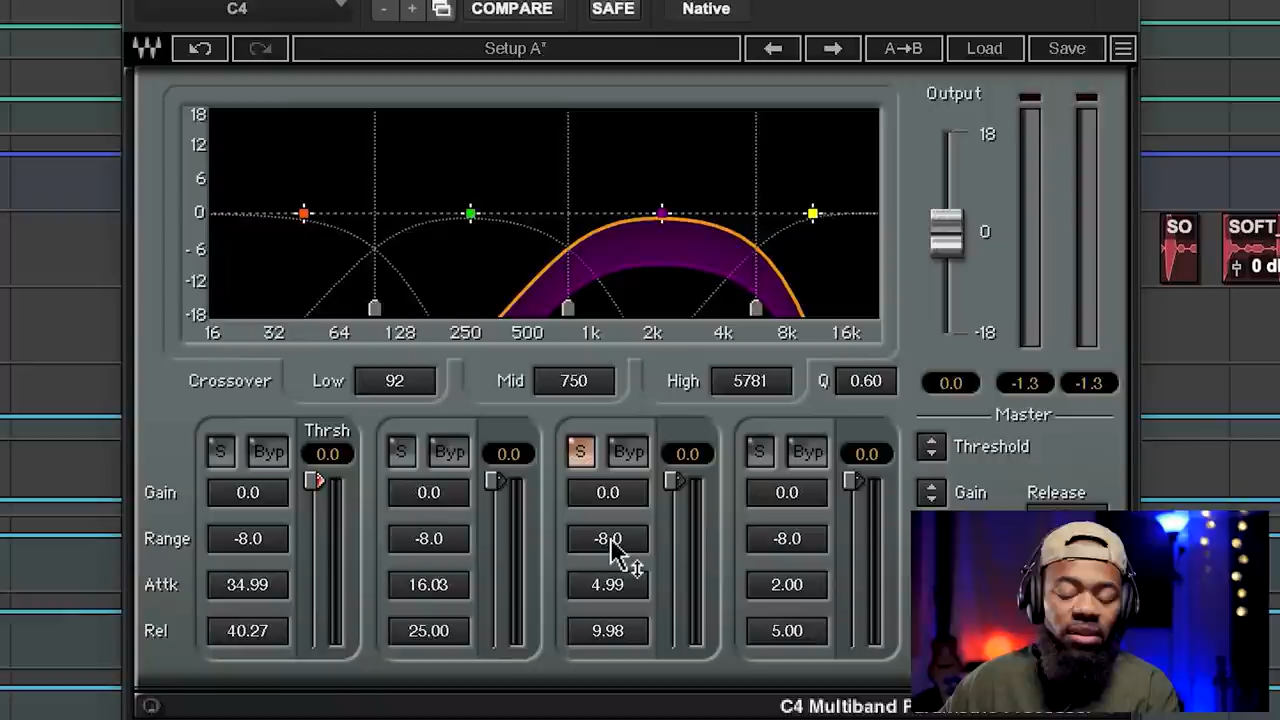 C4 - + COMPARE SAFE Native
Setup A* A→B Load Save
Output
18
12
6
0
- 6
-12
-18
18
0
-18
16 32 64 128 250 500 1k 2k 4k 8k 16k
Crossover Low 92 Mid 750 High 5781 Q 0.60
0.0 -1.3 -1.3
Master
Thrsh
S Byp 0.0 S Byp 0.0 S Byp 0.0 S Byp 0.0
Threshold
Gain 0.0 0.0 0.0 0.0
Gain Release
Range -8.0 -8.0 -8.0 -8.0
Attk 34.99 16.03 4.99 2.00
Rel 40.27 25.00 9.98 5.00
C4 Multiband
SO SOFT_
0 d